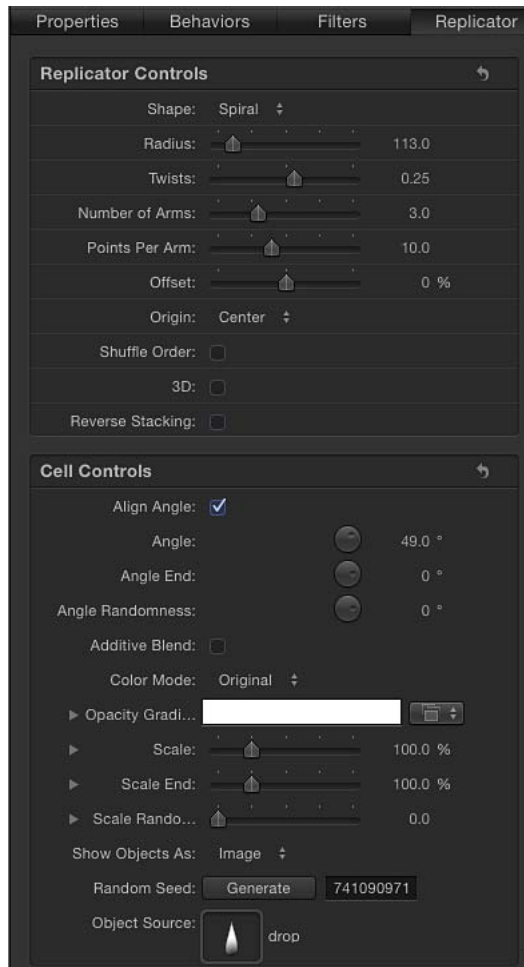 Properties Behaviors Filters Replicator
Replicator Controls
Shape: Spiral
Radius: 113.0
Twists: 0.25
Number of Arms: 3.0
Points Per Arm: 10.0
Offset: 0 %
Origin: Center
Shuffle Order:
3D:
Reverse Stacking:
Cell Controls
Align Angle:
Angle: 49.0 °
Angle End: 0 °
Angle Randomness: 0 °
Additive Blend:
Color Mode: Original
Opacity Gradi...
Scale: 100.0 %
Scale End: 100.0 %
Scale Rando... 0.0
Show Objects As: Image
Random Seed: Generate 741090971
Object Source: drop